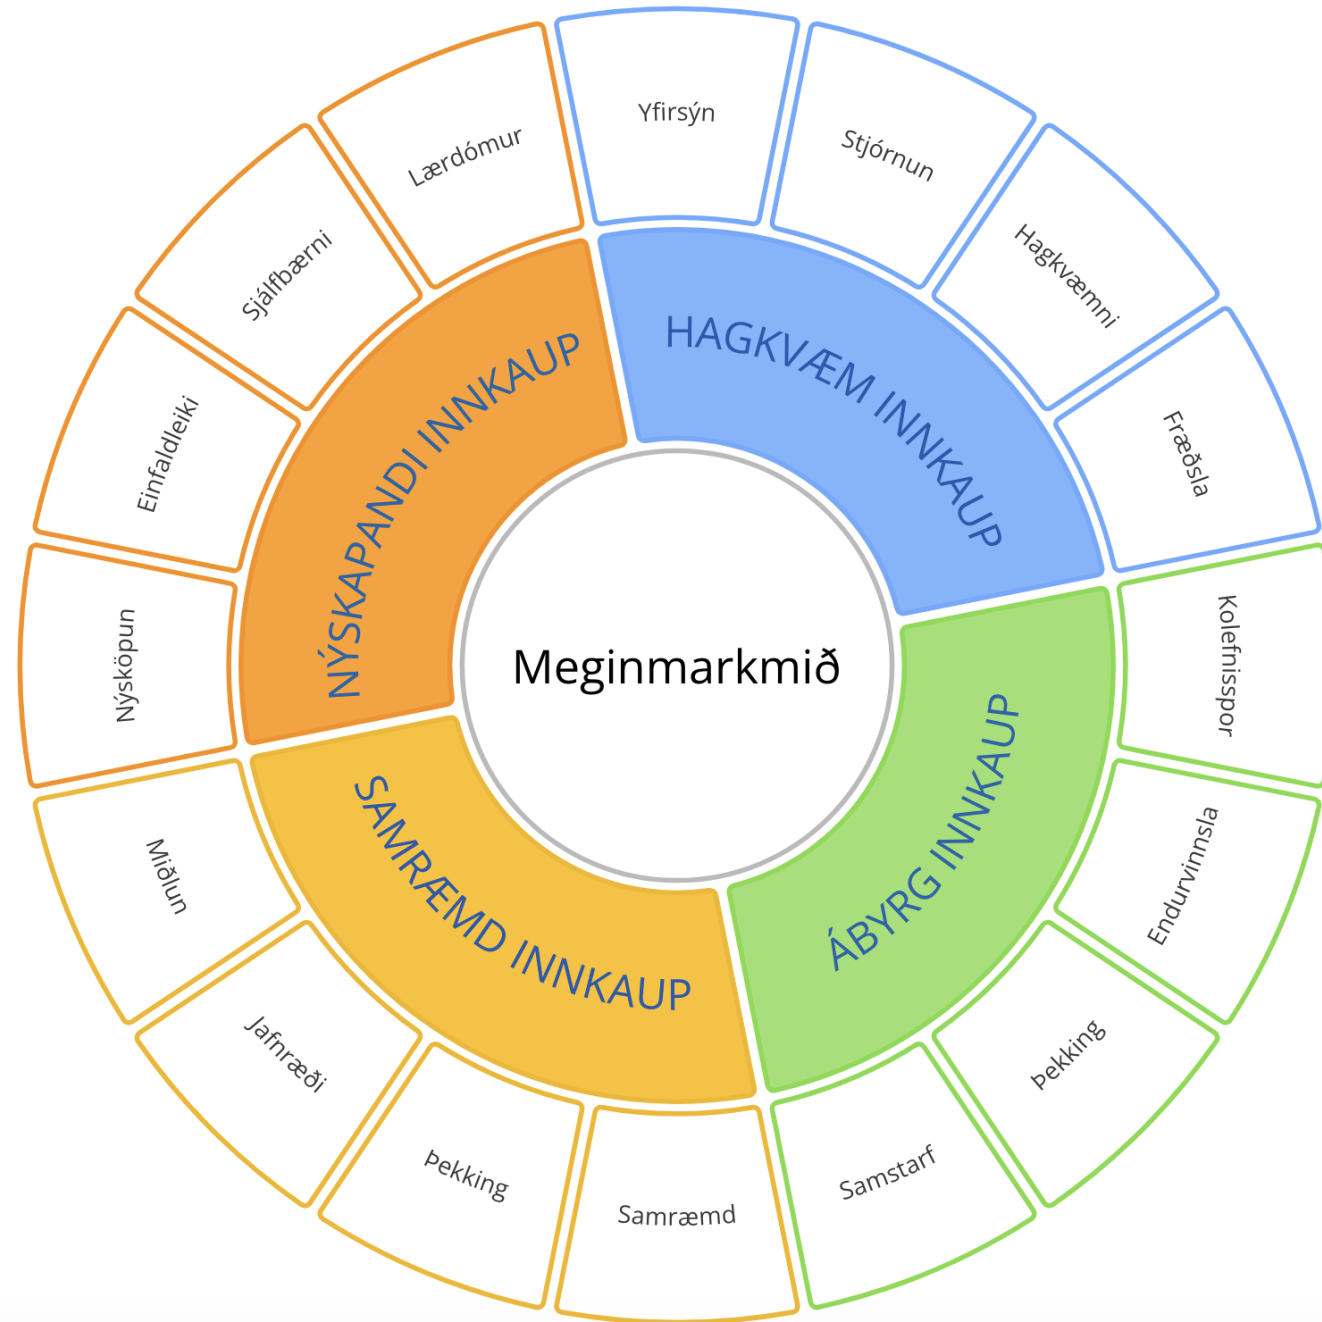 Meginmarkmið
HAGKVÆM INNKAUP
Yfirsýn
Stjórnun
Hagkvæmni
Fræðsla
ÁBYRG INNKAUP
Kolefnisspor
Endurvinnsla
Þekking
Samstarf
SAMRÆMD INNKAUP
Samræmd
Þekking
Jafnræði
Miðlun
NÝSKAPANDI INNKAUP
Nýsköpun
Einfaldleiki
Sjálfbærni
Lærdómur